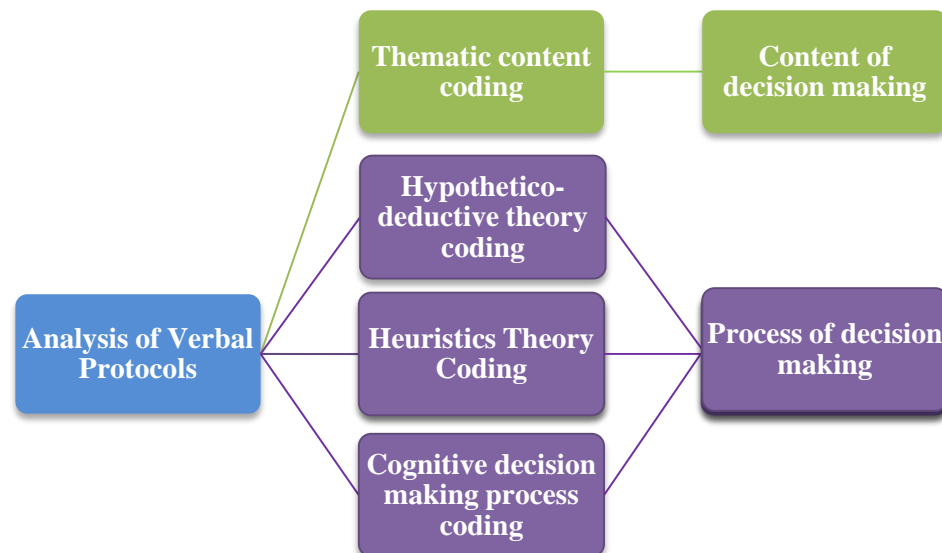 Thematic content
coding
Content of
decision making
Hypothetico-
deductive theory
coding
Analysis of Verbal
Protocols
Heuristics Theory
Coding
Process of decision
making
Cognitive decision
making process
coding